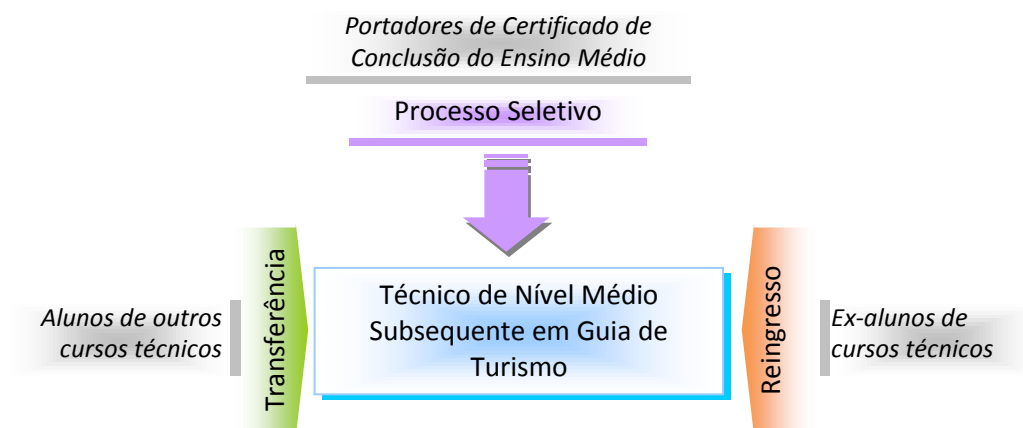 Portadores de Certificado de
Conclusão do Ensino Médio
Processo Seletivo
Transferência
Alunos de outros
cursos técnicos
Técnico de Nível Médio
Subsequente em Guia de
Turismo
Reingresso
Ex-alunos de
cursos técnicos